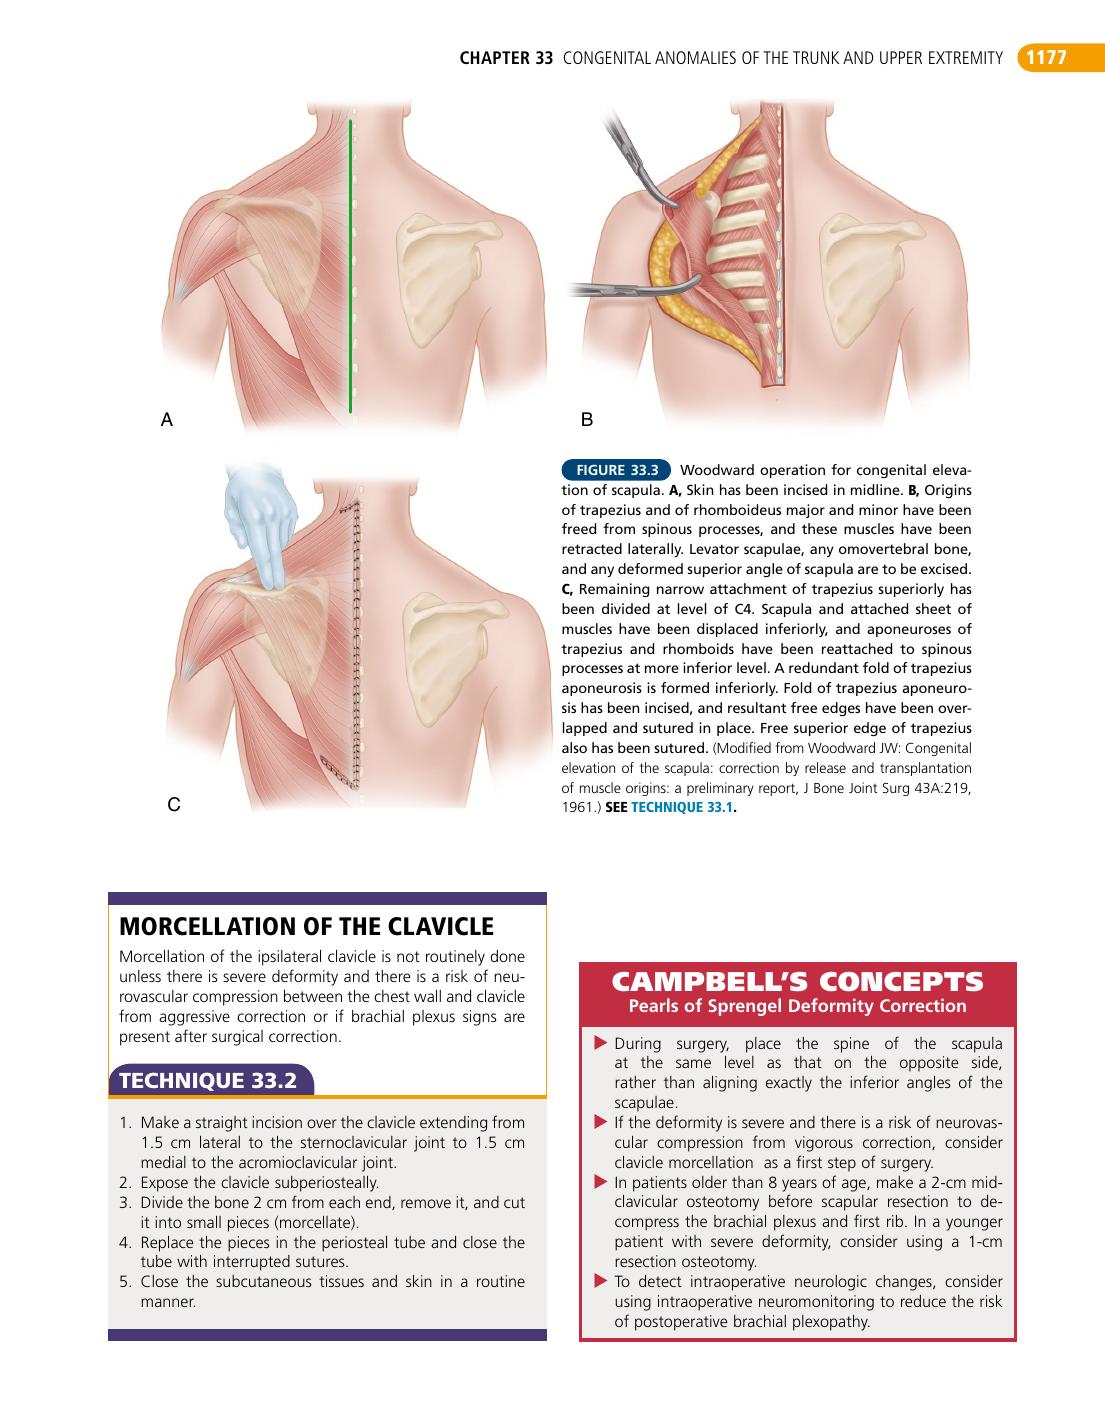 CHAPTER 33 CONGENITAL ANOMALIES OF THE TRUNK AND UPPER EXTREMITY 1177
A
B
C
FIGURE 33.3 Woodward operation for congenital eleva-
tion of scapula. A, Skin has been incised in midline. B, Origins
of trapezius and of rhomboideus major and minor have been
freed from spinous processes, and these muscles have been
retracted laterally. Levator scapulae, any omovertebral bone,
and any deformed superior angle of scapula are to be excised.
C, Remaining narrow attachment of trapezius superiorly has
been divided at level of C4. Scapula and attached sheet of
muscles have been displaced inferiorly, and aponeuroses of
trapezius and rhomboids have been reattached to spinous
processes at more inferior level. A redundant fold of trapezius
aponeurosis is formed inferiorly. Fold of trapezius aponeuro-
sis has been incised, and resultant free edges have been over-
lapped and sutured in place. Free superior edge of trapezius
also has been sutured. (Modified from Woodward JW: Congenital
elevation of the scapula: correction by release and transplantation
of muscle origins: a preliminary report, J Bone Joint Surg 43A:219,
1961.) SEE TECHNIQUE 33.1.
MORCELLATION OF THE CLAVICLE
Morcellation of the ipsilateral clavicle is not routinely done
unless there is severe deformity and there is a risk of neu-
rovascular compression between the chest wall and clavicle
from aggressive correction or if brachial plexus signs are
present after surgical correction.
TECHNIQUE 33.2
1. Make a straight incision over the clavicle extending from
1.5 cm lateral to the sternoclavicular joint to 1.5 cm
medial to the acromioclavicular joint.
2. Expose the clavicle subperiosteally.
3. Divide the bone 2 cm from each end, remove it, and cut
it into small pieces (morcellate).
4. Replace the pieces in the periosteal tube and close the
tube with interrupted sutures.
5. Close the subcutaneous tissues and skin in a routine
manner.
CAMPBELL'S CONCEPTS
Pearls of Sprengel Deformity Correction
▶ During surgery, place the spine of the scapula
at the same level as that on the opposite side,
rather than aligning exactly the inferior angles of the
scapulae.
▶ If the deformity is severe and there is a risk of neurovas-
cular compression from vigorous correction, consider
clavicle morcellation as a first step of surgery.
▶ In patients older than 8 years of age, make a 2-cm mid-
clavicular osteotomy before scapular resection to de-
compress the brachial plexus and first rib. In a younger
patient with severe deformity, consider using a 1-cm
resection osteotomy.
▶ To detect intraoperative neurologic changes, consider
using intraoperative neuromonitoring to reduce the risk
of postoperative brachial plexopathy.